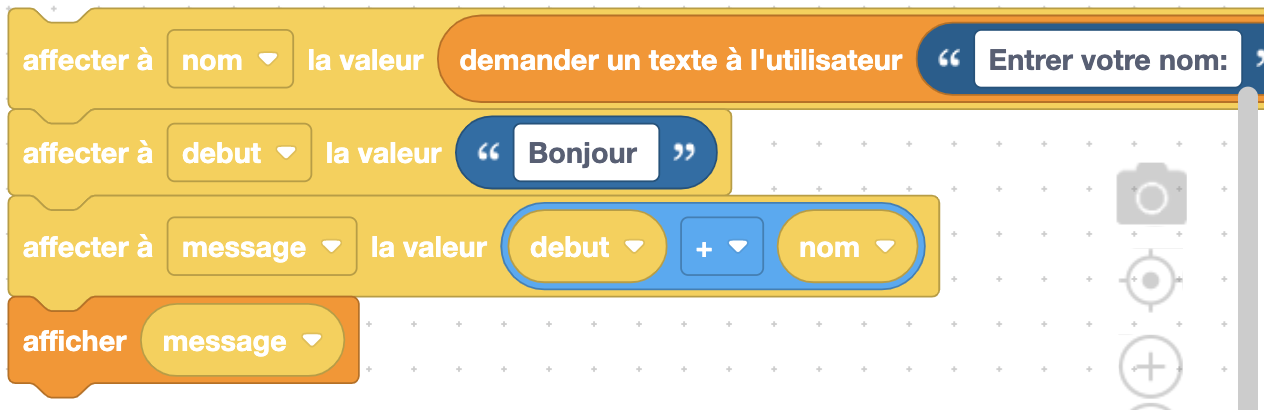 affecter à nom la valeur demander un texte à l'utilisateur “ Entrer votre nom: ”
affecter à debut la valeur “ Bonjour ”
affecter à message la valeur debut + nom
afficher message